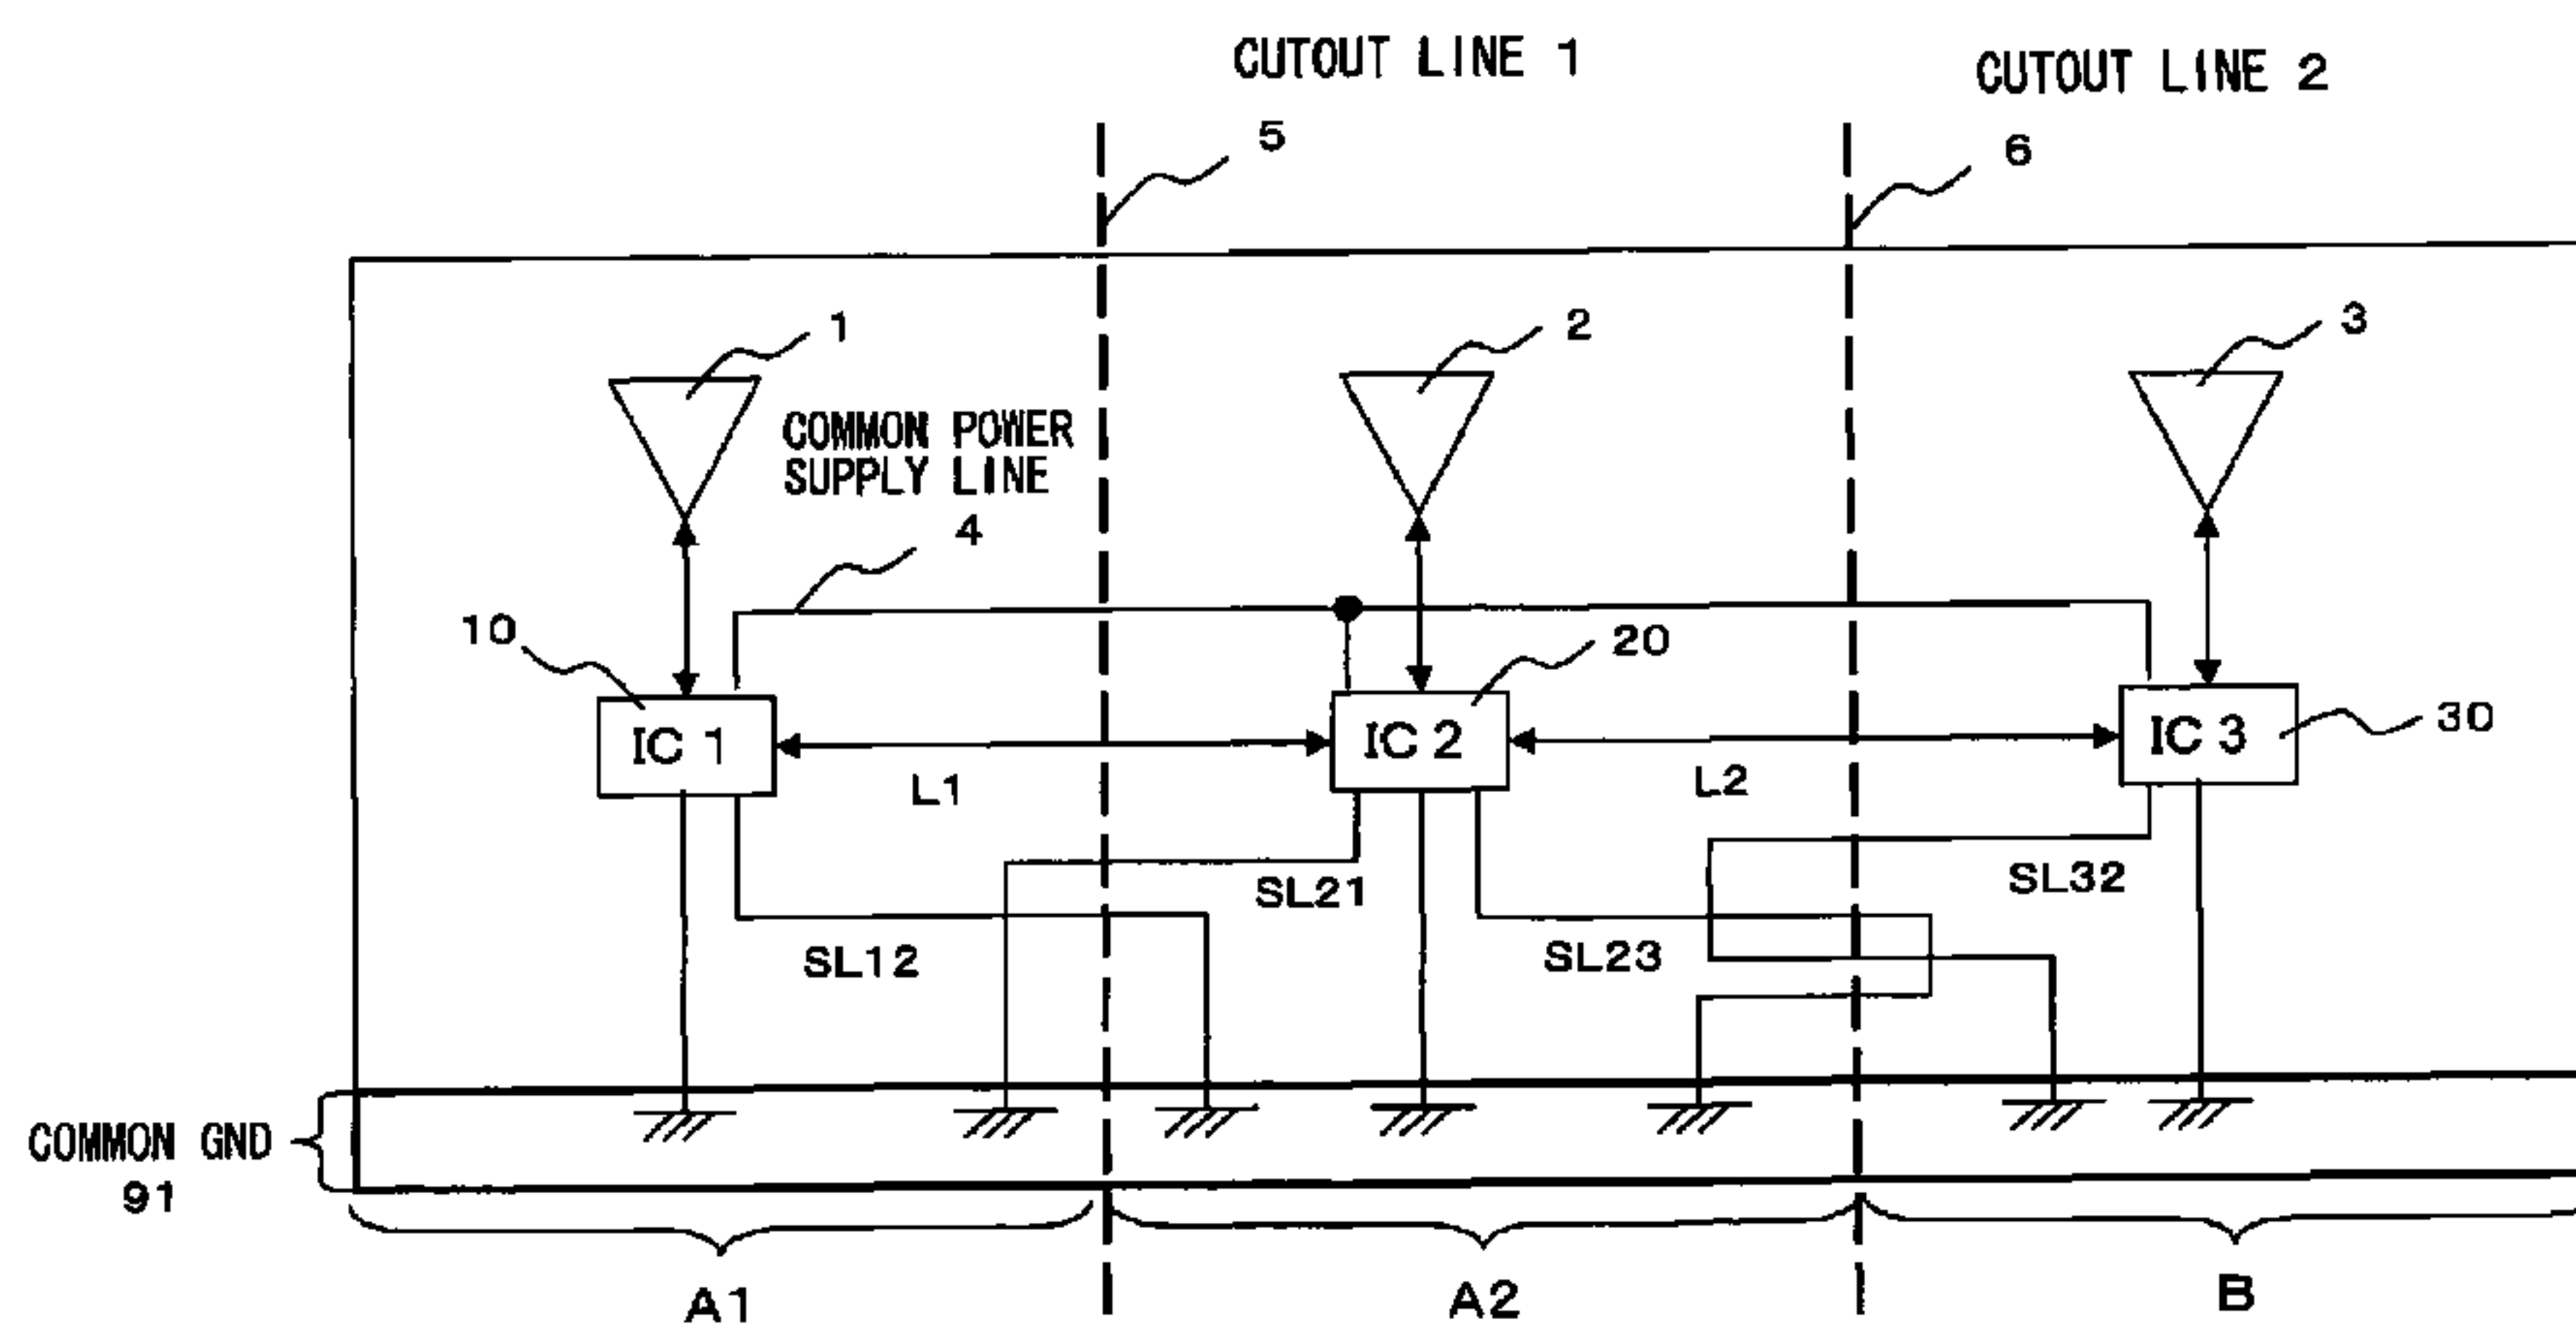 CUTOUT LINE 1
CUTOUT LINE 2
5
6
1
2
3
COMMON POWER
SUPPLY LINE
4
10
20
30
IC 1
IC 2
IC 3
L1
L2
SL21
SL32
SL12
SL23
COMMON GND
91
A1
A2
B